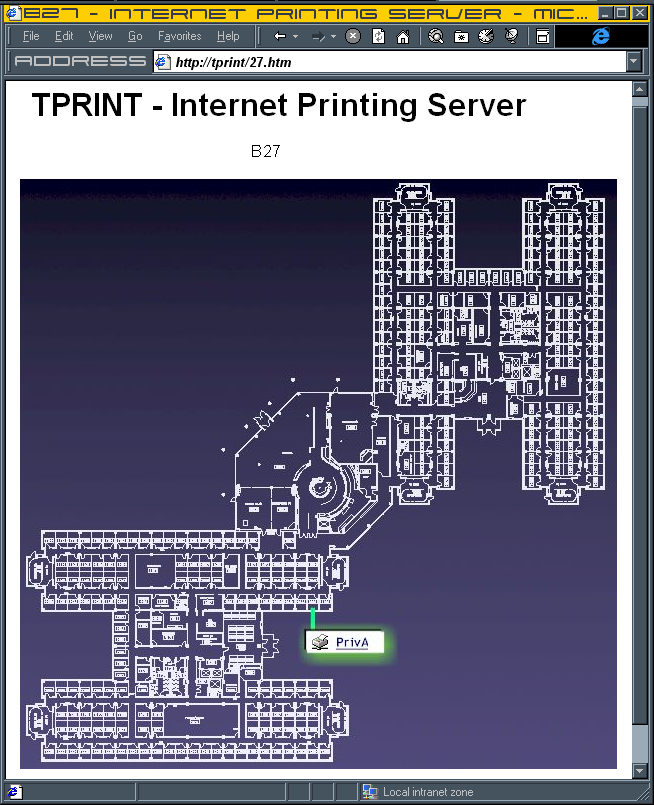 B27 - INTERNET PRINTING SERVER - MIC...
File Edit View Go Favorites Help
ADDRESS http://tprint/27.htm
TPRINT - Internet Printing Server
B27
PrivA
Local intranet zone